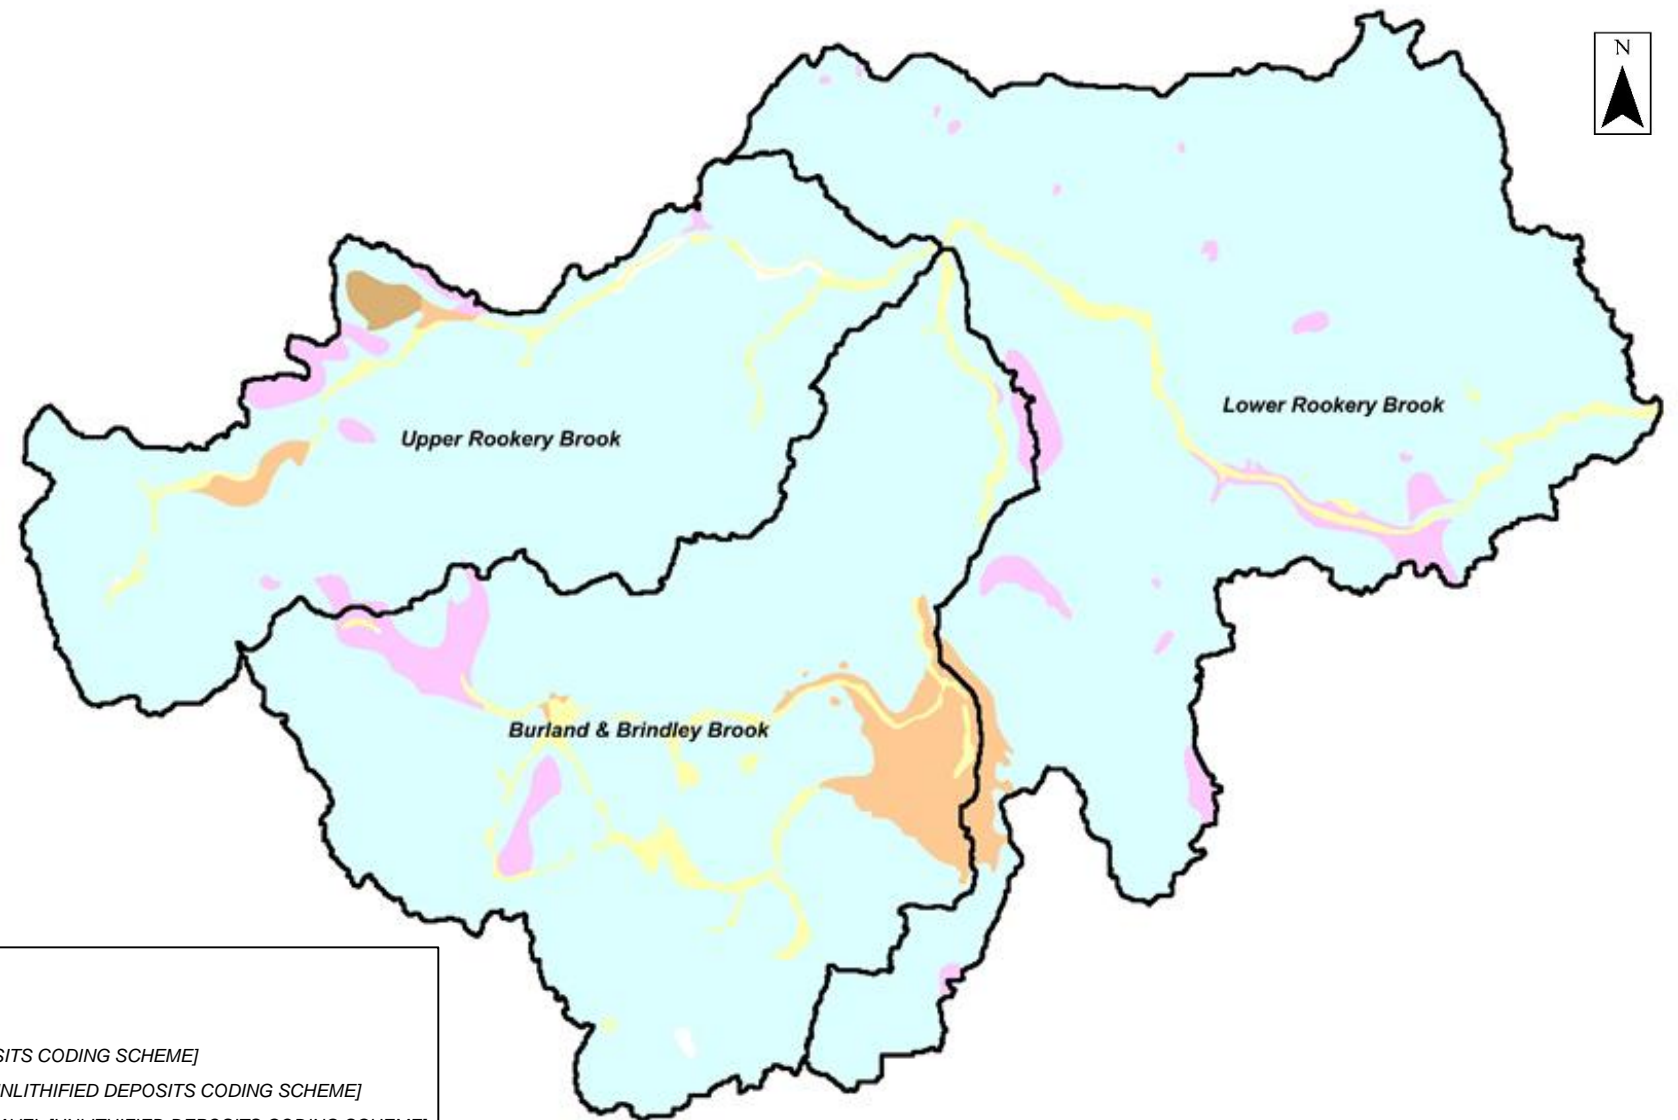 N
Lower Rookery Brook
Upper Rookery Brook
Burland & Brindley Brook
SITS CODING SCHEME]
NLITHIFIED DEPOSITS CODING SCHEME]